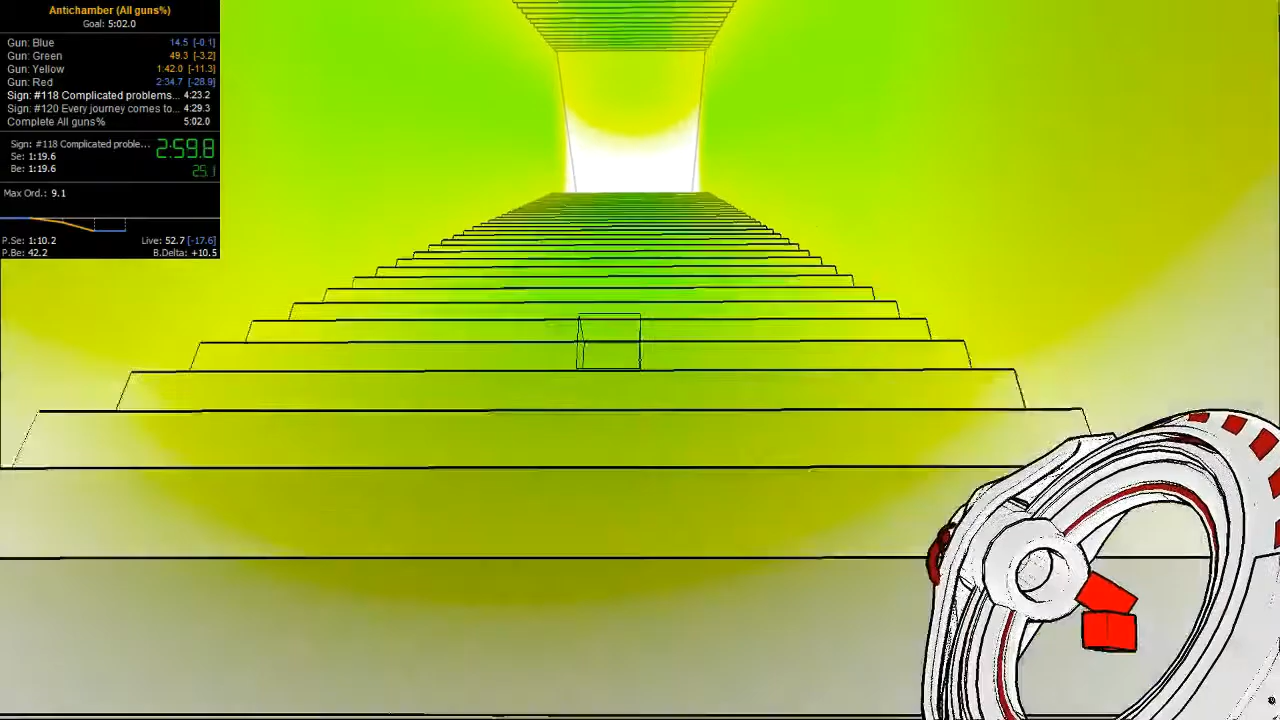 Antichamber (All guns%)
Goal: 5:02.0
Gun: Blue 14.5 [-0.1]
Gun: Green 49.3 [-3.2]
Gun: Yellow 1:42.0 [-11.3]
Gun: Red 2:34.7 [-28.9]
Sign: #118 Complicated problems... 4:23.2
Sign: #120 Every journey comes to... 4:29.3
Complete All guns% 5:02.0
Sign: #118 Complicated proble... 2:59.8
Se: 1:19.6
Be: 1:19.6
Max Ord.: 9.1
P.Se: 1:10.2 Live: 52.7 [-17.6]
P.Be: 42.2 B.Delta: +10.5